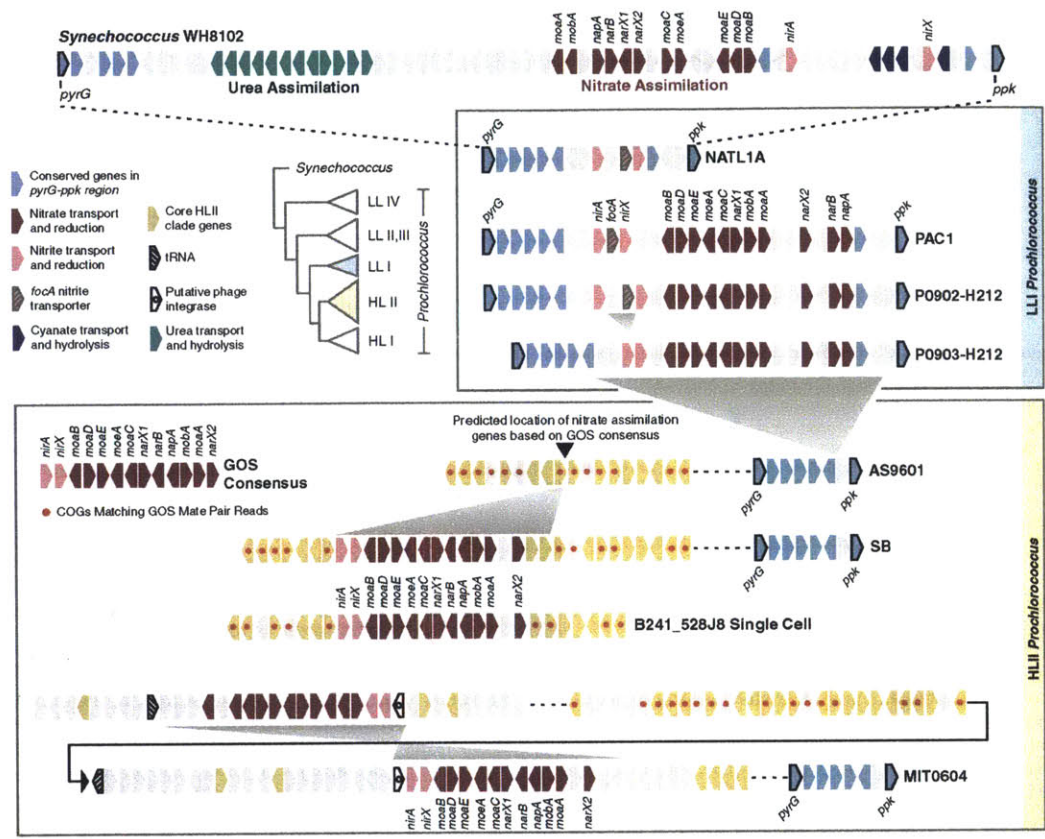 Synechococcus WH8102
pyrG
Urea Assimilation
moaA
mobA
napA
narB
narX1
narX2
moaC
moeA
moaE
moaD
moaB
nirA
nirX
Nitrate Assimilation
ppk
pyrG
ppk
NATL1A
pyrG
nirA
focA
nirX
moaB
moaD
moaE
moeA
moaC
narX1
mobA
moaA
narX2
narB
napA
ppk
PAC1
P0902-H212
P0903-H212
LLI Prochlorococcus
Conserved genes in
pyrG-ppk region
Nitrate transport
and reduction
Nitrite transport
and reduction
focA nitrite
transporter
Cyanate transport
and hydrolysis
Core HLII
clade genes
tRNA
Putative phage
integrase
Urea transport
and hydrolysis
Synechococcus
LL IV
LL II,III
LL I
HL II
HL I
Prochlorococcus
nirA
nirX
moaB
moaD
moaE
moeA
moaC
narX1
narB
napA
mobA
moaA
narX2
GOS
Consensus
COGs Matching GOS Mate Pair Reads
Predicted location of nitrate assimilation
genes based on GOS consensus
pyrG
ppk
AS9601
pyrG
ppk
SB
nirA
nirX
moaB
moaD
moaE
moeA
moaC
narX1
narB
napA
mobA
moaA
narX2
B241_528J8 Single Cell
nirA
nirX
moaB
moaD
moaE
moeA
moaC
narX1
narB
napA
mobA
moaA
narX2
pyrG
ppk
MIT0604
HLII Prochlorococcus